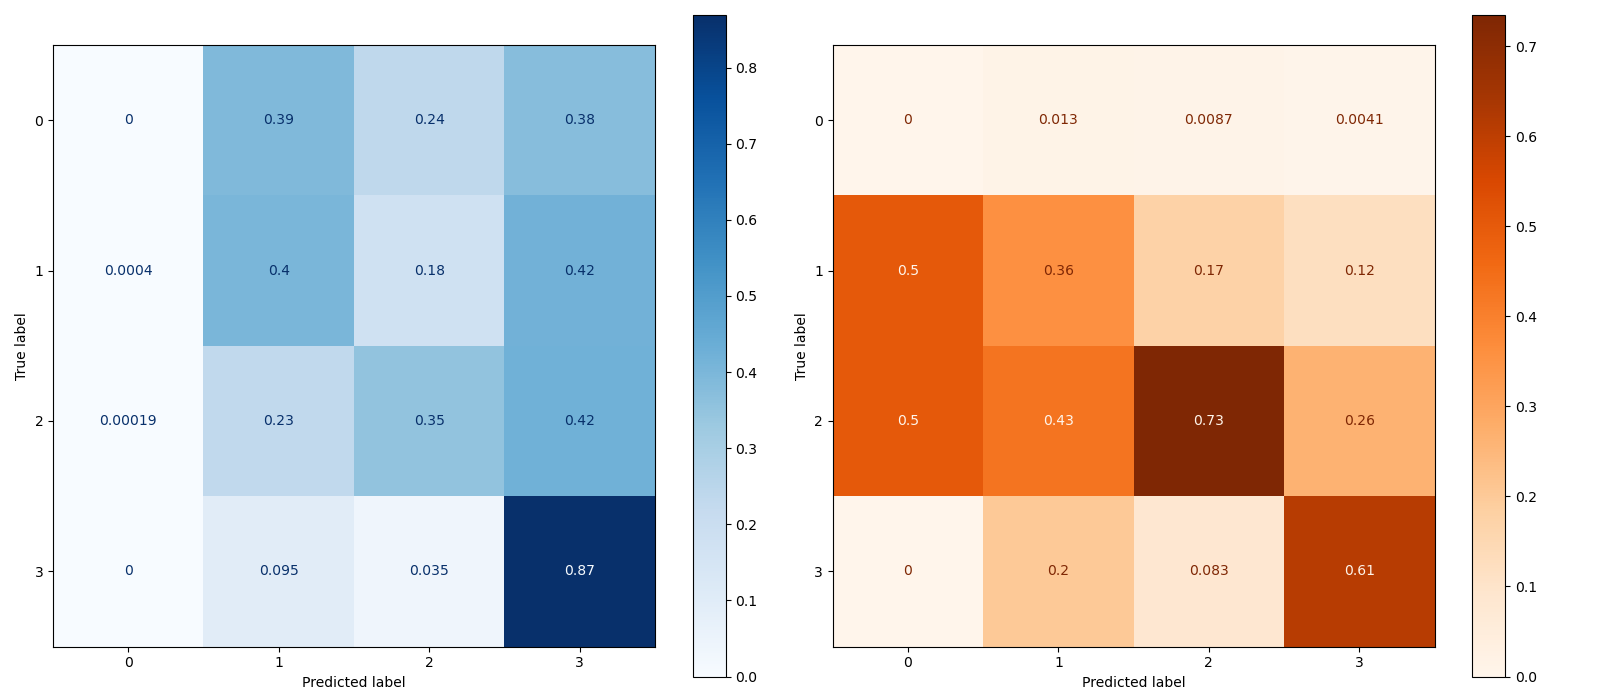 0 0 0.39 0.24 0.38
1 0.0004 0.4 0.18 0.42
2 0.00019 0.23 0.35 0.42
3 0 0.095 0.035 0.87
0 1 2 3
Predicted label
True label
0.8
0.7
0.6
0.5
0.4
0.3
0.2
0.1
0.0
0 0 0.013 0.0087 0.0041
1 0.5 0.36 0.17 0.12
2 0.5 0.43 0.73 0.26
3 0 0.2 0.083 0.61
0 1 2 3
Predicted label
True label
0.7
0.6
0.5
0.4
0.3
0.2
0.1
0.0